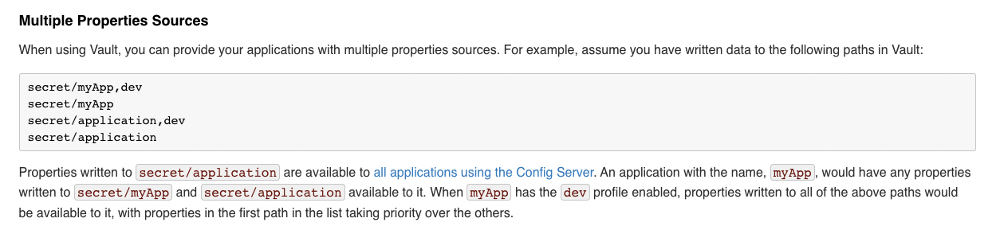 Multiple Properties Sources
When using Vault, you can provide your applications with multiple properties sources. For example, assume you have written data to the following paths in Vault:
secret/myApp,dev
secret/myApp
secret/application,dev
secret/application
Properties written to secret/application are available to all applications using the Config Server. An application with the name, myApp, would have any properties
written to secret/myApp and secret/application available to it. When myApp has the dev profile enabled, properties written to all of the above paths would
be available to it, with properties in the first path in the list taking priority over the others.